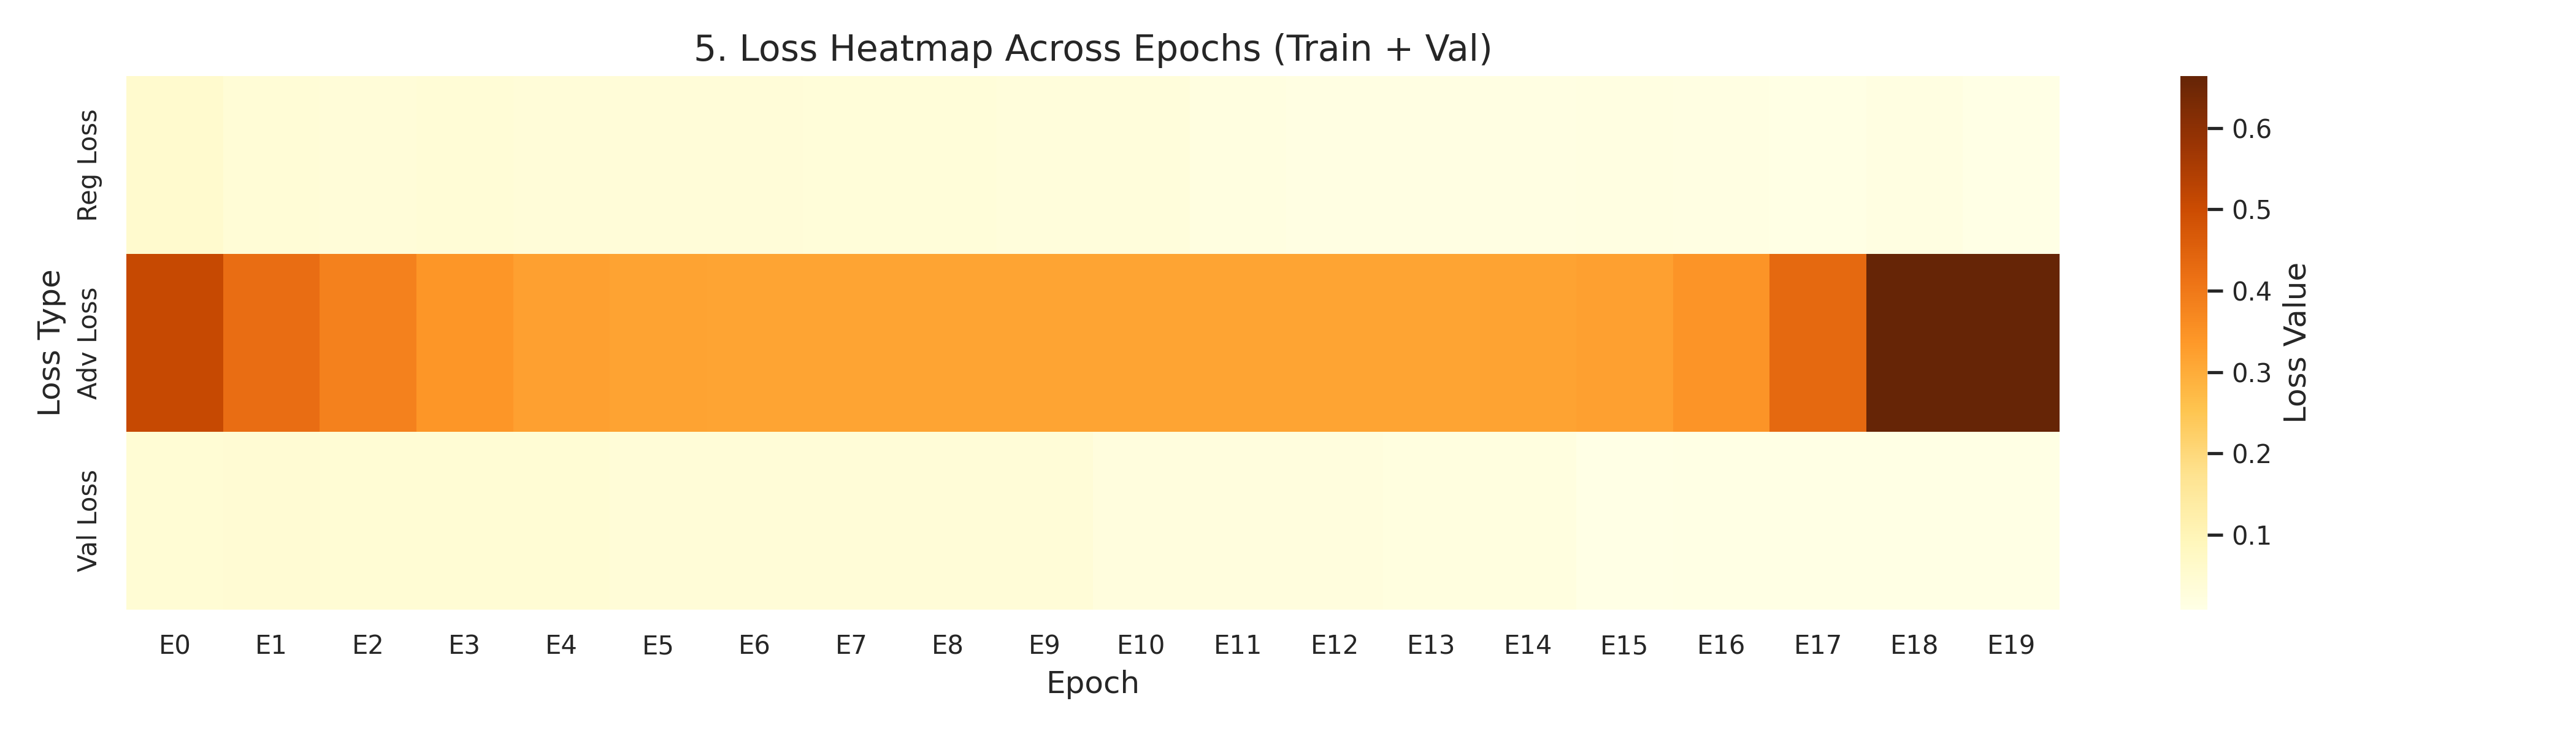 5. Loss Heatmap Across Epochs (Train + Val)
Loss Type
Reg Loss
Adv Loss
Val Loss
E0 E1 E2 E3 E4 E5 E6 E7 E8 E9 E10 E11 E12 E13 E14 E15 E16 E17 E18 E19
Epoch
0.6
0.5
0.4
0.3
0.2
0.1
Loss Value